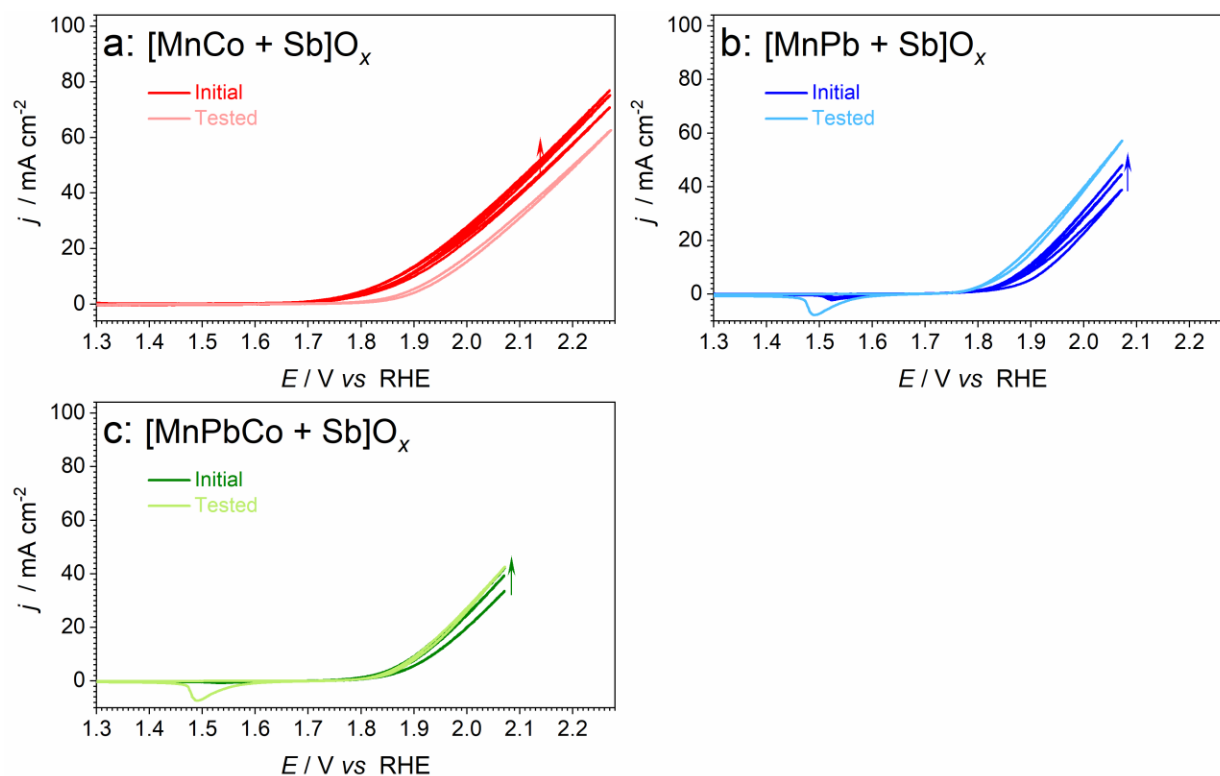 a: [MnCo + Sb]Oₓ
Initial
Tested
100
80
60
40
20
0
j / mA cm⁻²
1.3 1.4 1.5 1.6 1.7 1.8 1.9 2.0 2.1 2.2
E / V vs RHE
b: [MnPb + Sb]Oₓ
Initial
Tested
100
80
60
40
20
0
j / mA cm⁻²
1.3 1.4 1.5 1.6 1.7 1.8 1.9 2.0 2.1 2.2
E / V vs RHE
c: [MnPbCo + Sb]Oₓ
Initial
Tested
100
80
60
40
20
0
j / mA cm⁻²
1.3 1.4 1.5 1.6 1.7 1.8 1.9 2.0 2.1 2.2
E / V vs RHE